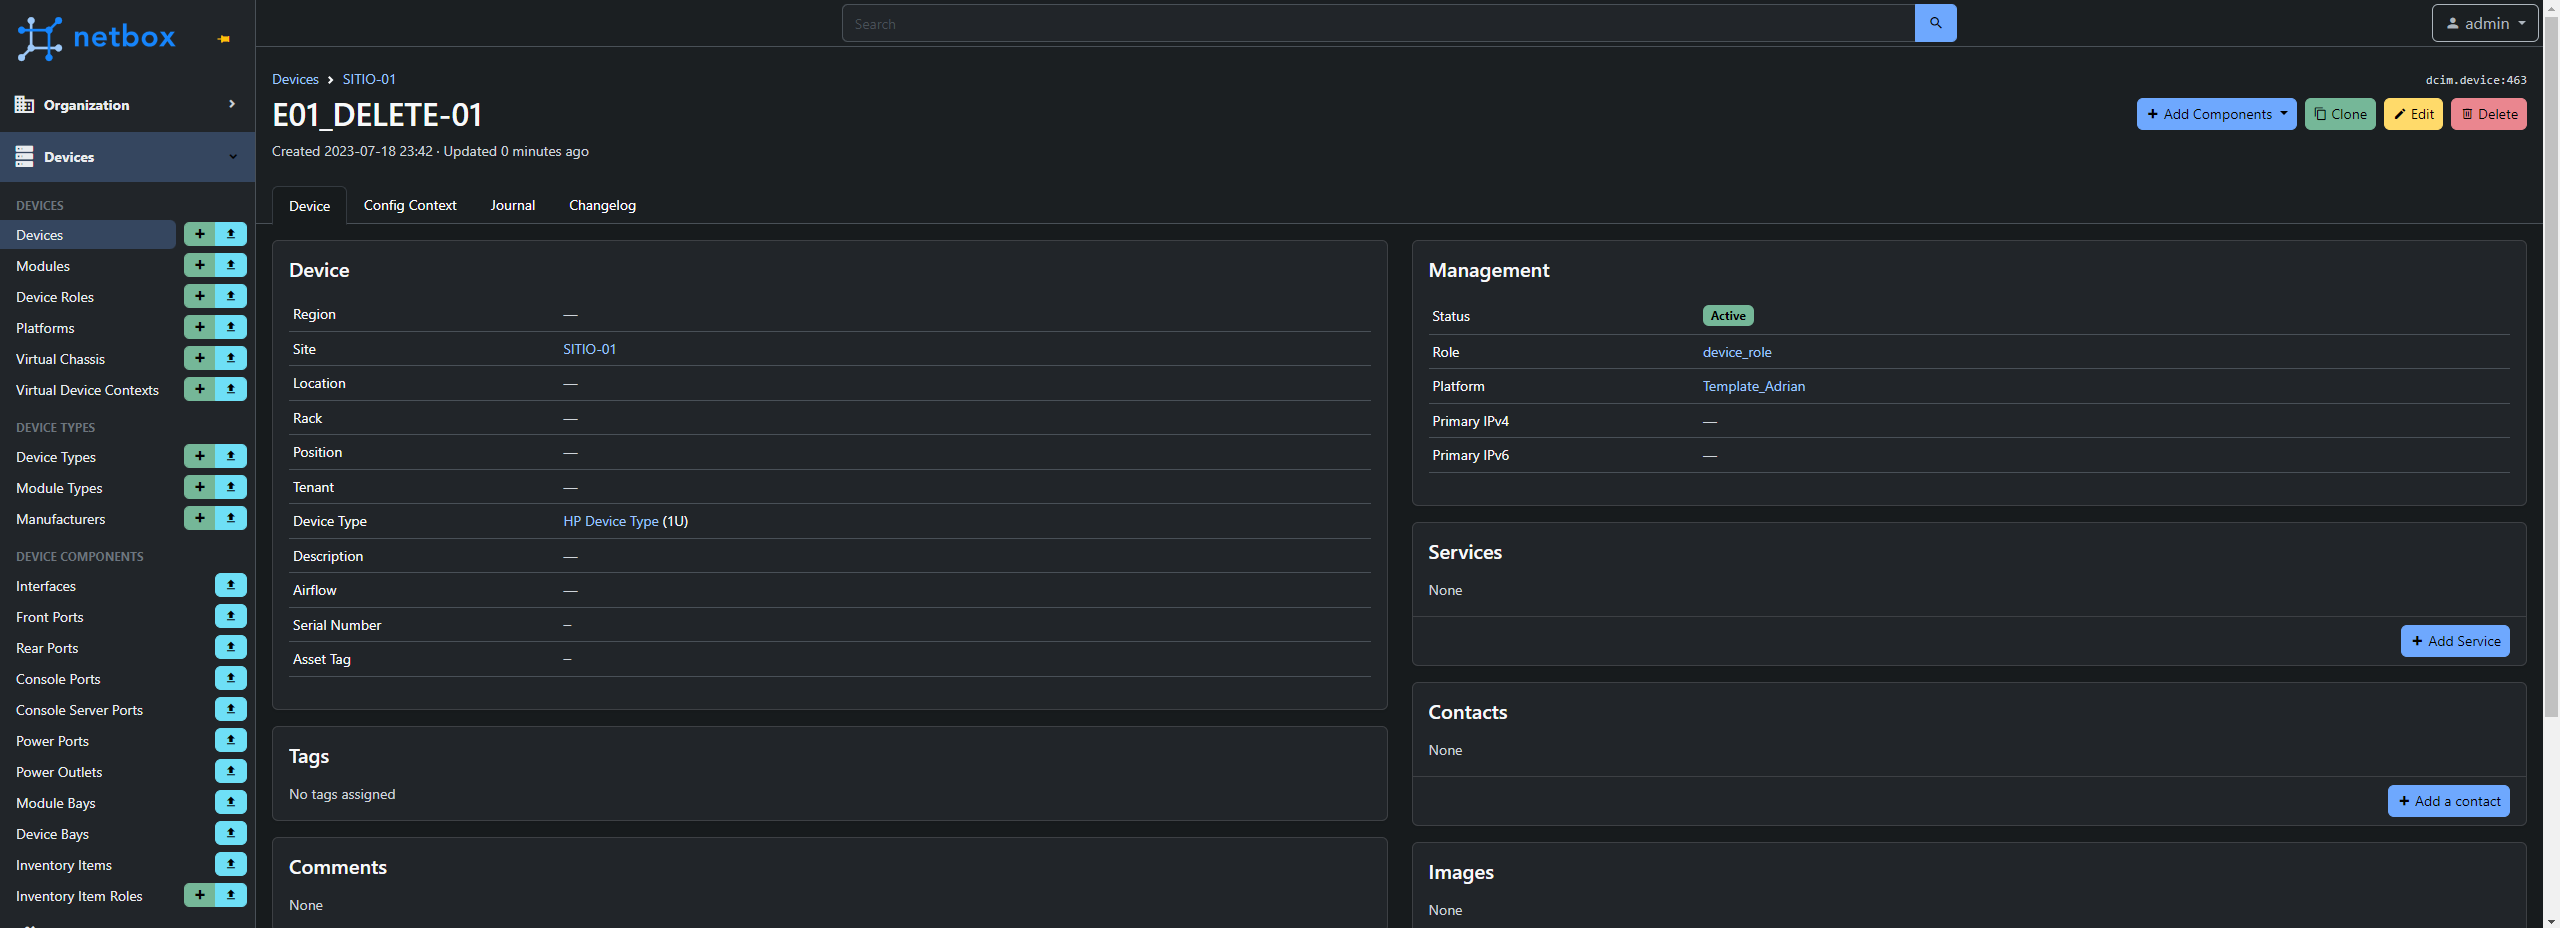 netbox
Search
admin
Organization
Devices
DEVICES
Devices
Modules
Device Roles
Platforms
Virtual Chassis
Virtual Device Contexts
DEVICE TYPES
Device Types
Module Types
Manufacturers
DEVICE COMPONENTS
Interfaces
Front Ports
Rear Ports
Console Ports
Console Server Ports
Power Ports
Power Outlets
Module Bays
Device Bays
Inventory Items
Inventory Item Roles
Devices > SITIO-01
dcim.device:463
E01_DELETE-01
+ Add Components
Clone
Edit
Delete
Created 2023-07-18 23:42 · Updated 0 minutes ago
Device Config Context Journal Changelog
Device
Region —
Site SITIO-01
Location —
Rack —
Position —
Tenant —
Device Type HP Device Type (1U)
Description —
Airflow —
Serial Number –
Asset Tag –
Tags
No tags assigned
Comments
None
Management
Status Active
Role device_role
Platform Template_Adrian
Primary IPv4 —
Primary IPv6 —
Services
None
+ Add Service
Contacts
None
+ Add a contact
Images
None